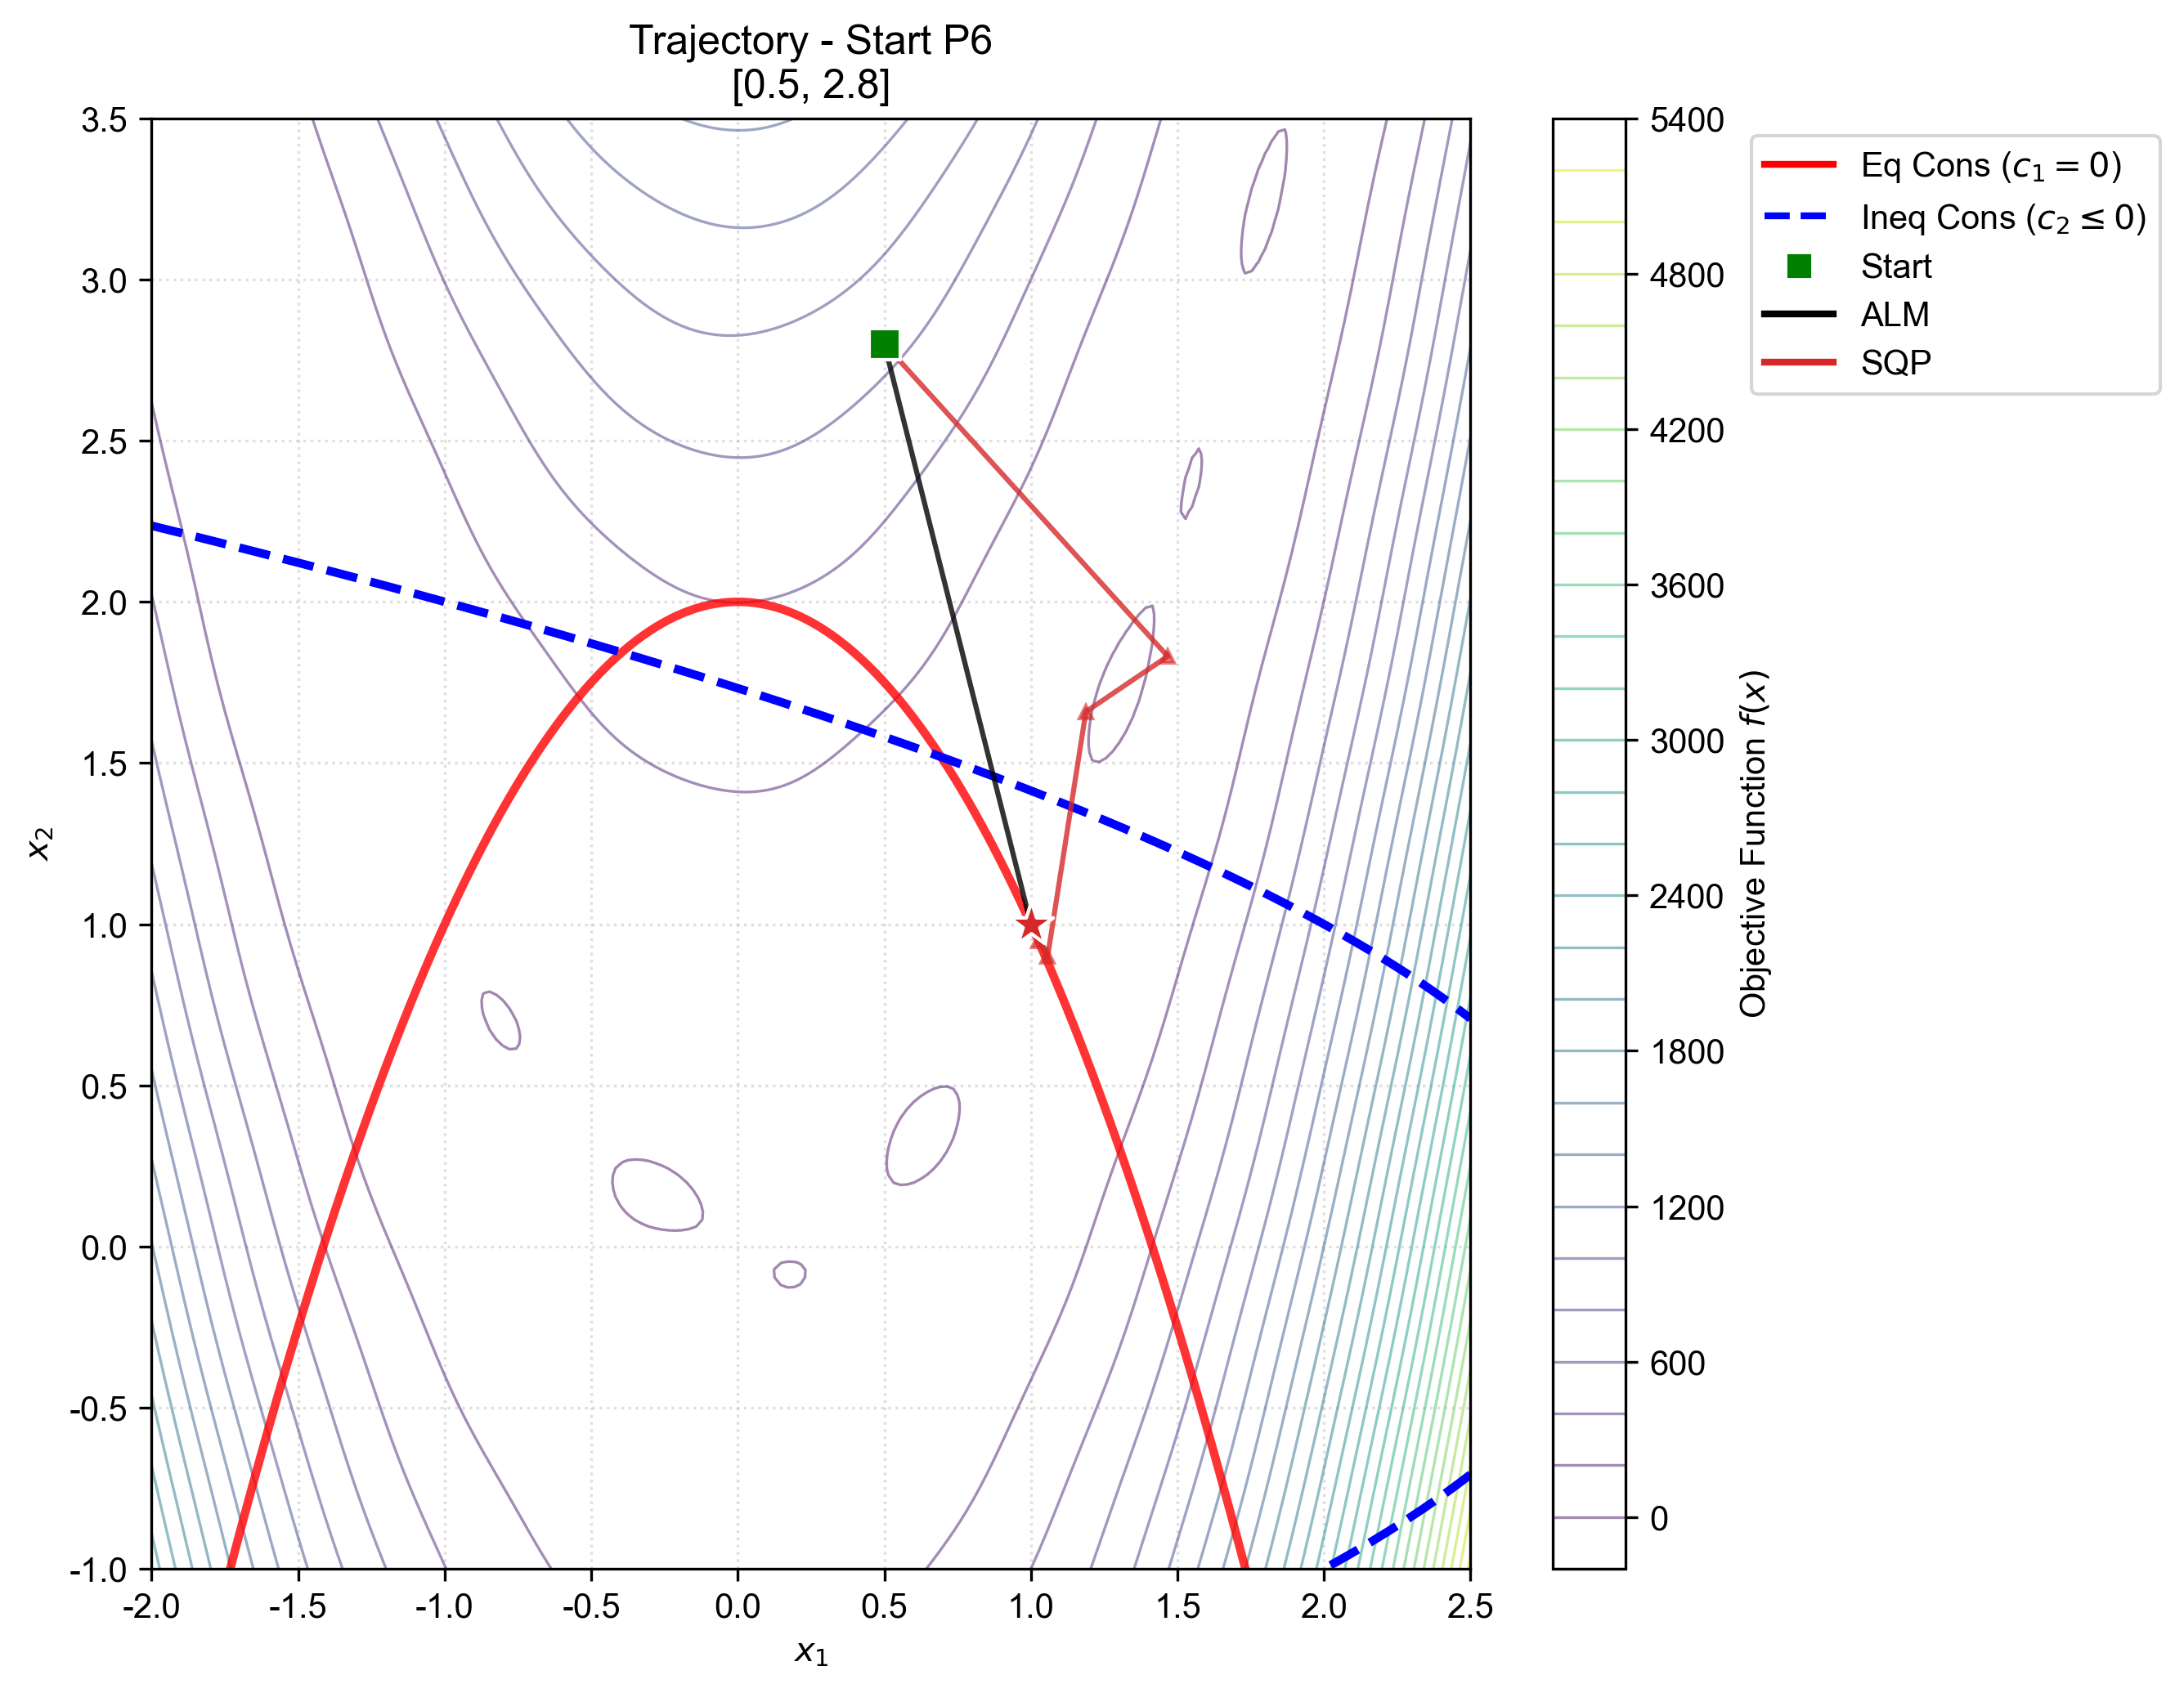 Trajectory - Start P6
[0.5, 2.8]
3.5
3.0
2.5
2.0
1.5
1.0
0.5
0.0
-0.5
-1.0
x₂
-2.0 -1.5 -1.0 -0.5 0.0 0.5 1.0 1.5 2.0 2.5
x₁
5400
4800
4200
3600
3000
2400
1800
1200
600
0
Objective Function f(x)
Eq Cons (c₁ = 0)
Ineq Cons (c₂ ≤ 0)
Start
ALM
SQP